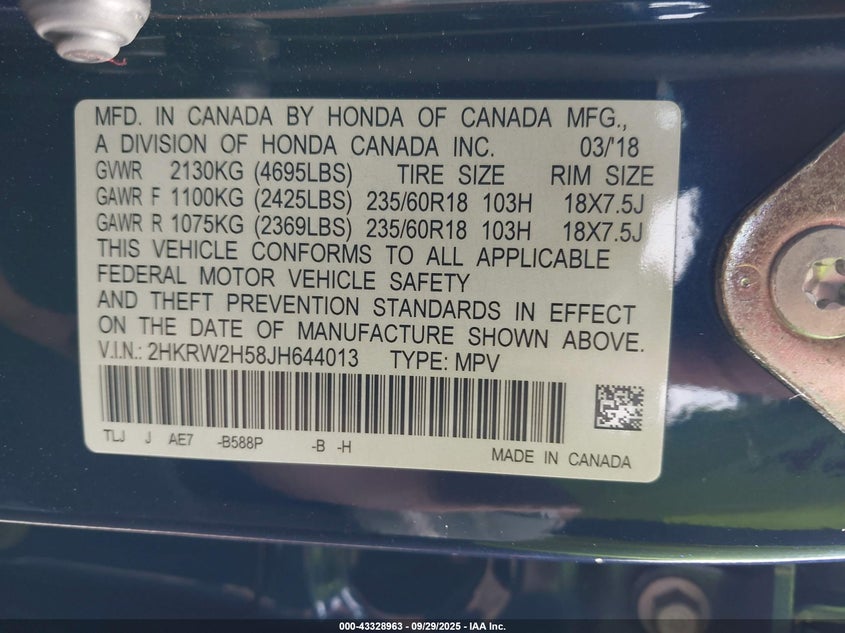 MFD. IN CANADA BY HONDA OF CANADA MFG.,
A DIVISION OF HONDA CANADA INC. 03/'18
GVWR 2130KG (4695LBS) TIRE SIZE RIM SIZE
GAWR F 1100KG (2425LBS) 235/60R18 103H 18X7.5J
GAWR R 1075KG (2369LBS) 235/60R18 103H 18X7.5J
THIS VEHICLE CONFORMS TO ALL APPLICABLE
FEDERAL MOTOR VEHICLE SAFETY
AND THEFT PREVENTION STANDARDS IN EFFECT
ON THE DATE OF MANUFACTURE SHOWN ABOVE.
V.I.N.: 2HKRW2H58JH644013 TYPE: MPV
TLJ J AE7 -B588P -B -H
MADE IN CANADA
000-43328963 - 09/29/2025 - IAA Inc.